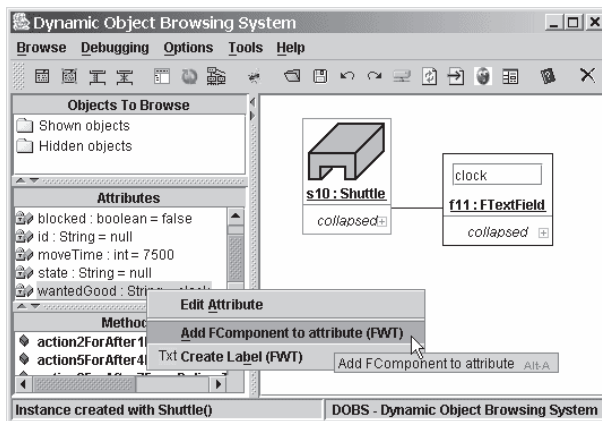 Dynamic Object Browsing System
Browse Debugging Options Tools Help
Objects To Browse
Shown objects
Hidden objects
Attributes
blocked : boolean = false
id : String = null
moveTime : int = 7500
state : String = null
wantedGood : String = clock
Edit Attribute
Add FComponent to attribute (FWT)
Txt Create Label (FWT)
Add FComponent to attribute Alt-A
action2ForAfter1
action5ForAfter4
s10 : Shuttle
collapsed
clock
f11 : FTextField
collapsed
Instance created with Shuttle()
DOBS - Dynamic Object Browsing System